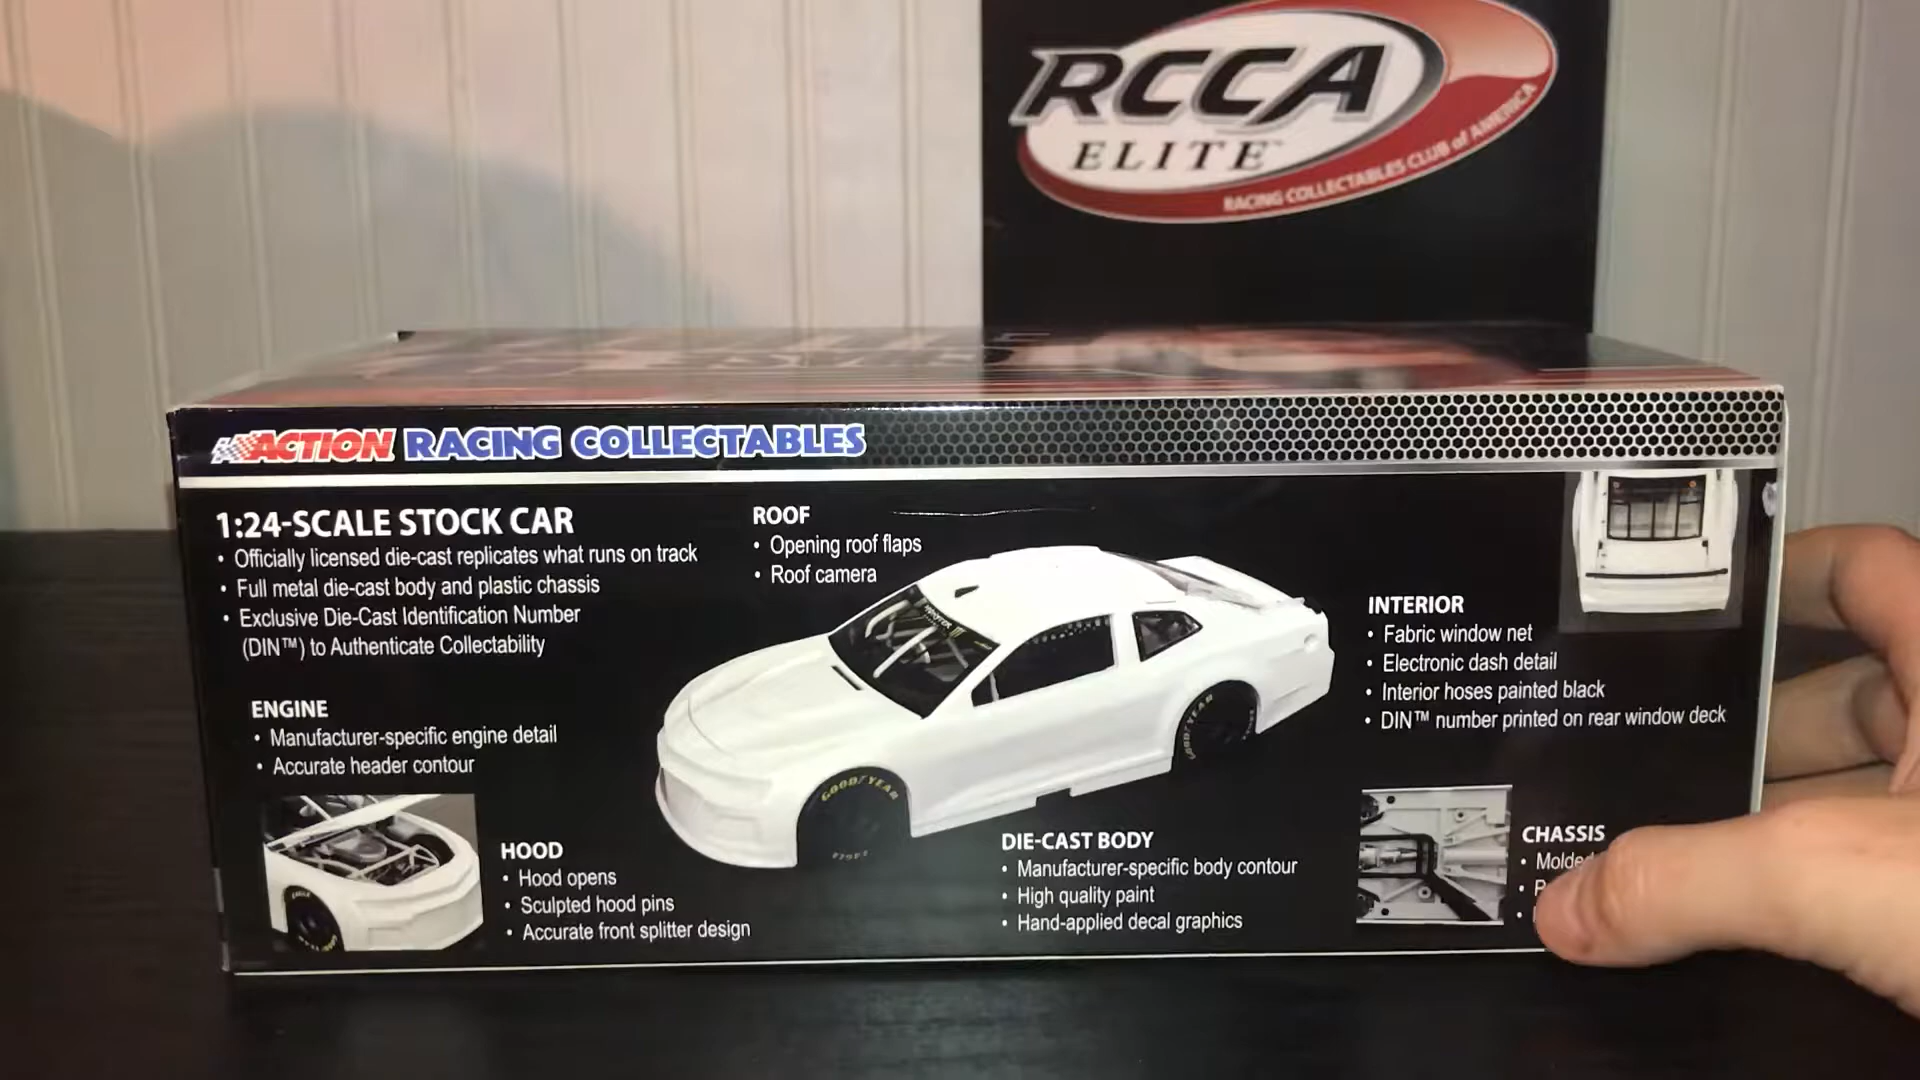 RCCA
ELITE
RACING COLLECTABLES CLUB of AMERICA
ACTION RACING COLLECTABLES
1:24-SCALE STOCK CAR
• Officially licensed die-cast replicates what runs on track
• Full metal die-cast body and plastic chassis
• Exclusive Die-Cast Identification Number
(DIN™) to Authenticate Collectability
ROOF
• Opening roof flaps
• Roof camera
INTERIOR
• Fabric window net
• Electronic dash detail
• Interior hoses painted black
• DIN™ number printed on rear window deck
ENGINE
• Manufacturer-specific engine detail
• Accurate header contour
HOOD
• Hood opens
• Sculpted hood pins
• Accurate front splitter design
DIE-CAST BODY
• Manufacturer-specific body contour
• High quality paint
• Hand-applied decal graphics
CHASSIS
• Molded
GOODYEAR
EAGLE
GOODYEAR